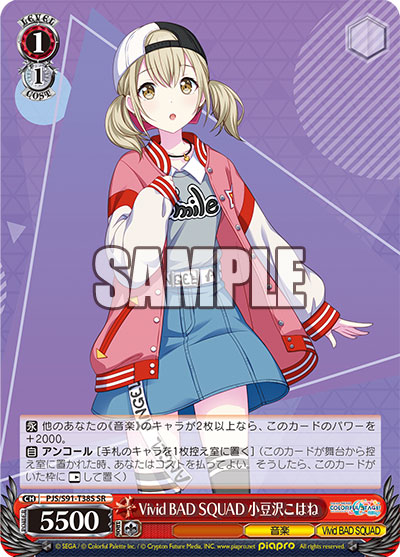 LEVEL
1
1
COST
Smile
SAMPLE
ANGEL
永 他のあなたの《音楽》のキャラが2枚以上なら、このカードのパワーを
+2000。
自 アンコール [手札のキャラを1枚控え室に置く] (このカードが舞台から
控え室に置かれた時、あなたはコストを払ってよい。そうしたら、このカードが
いた枠に レスト して置く)
CH PJS/S91-T38S SR
POWER
5500
Vivid BAD SQUAD 小豆沢こはね
COLORFUL STAGE!
音楽
Vivid BAD SQUAD
© SEGA / © Colorful Palette Inc. / © Crypton Future Media, INC. www.piapro.net piapro All rights reserved.